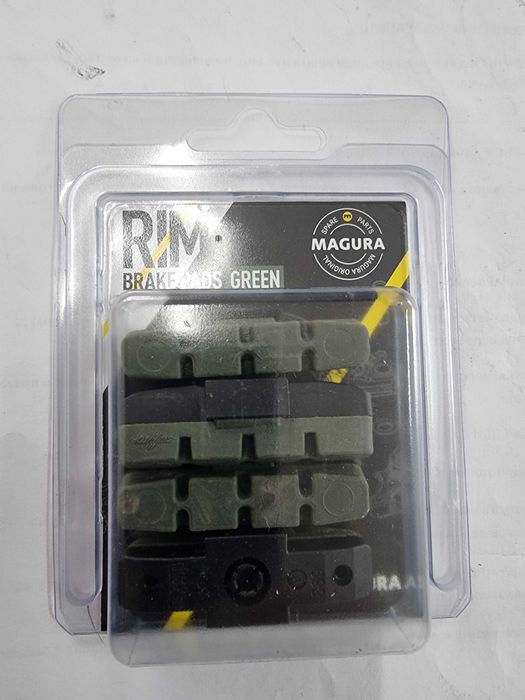 RIM
BRAKE PADS GREEN
SPARE PARTS
MAGURA
MAGURA ORIGINAL